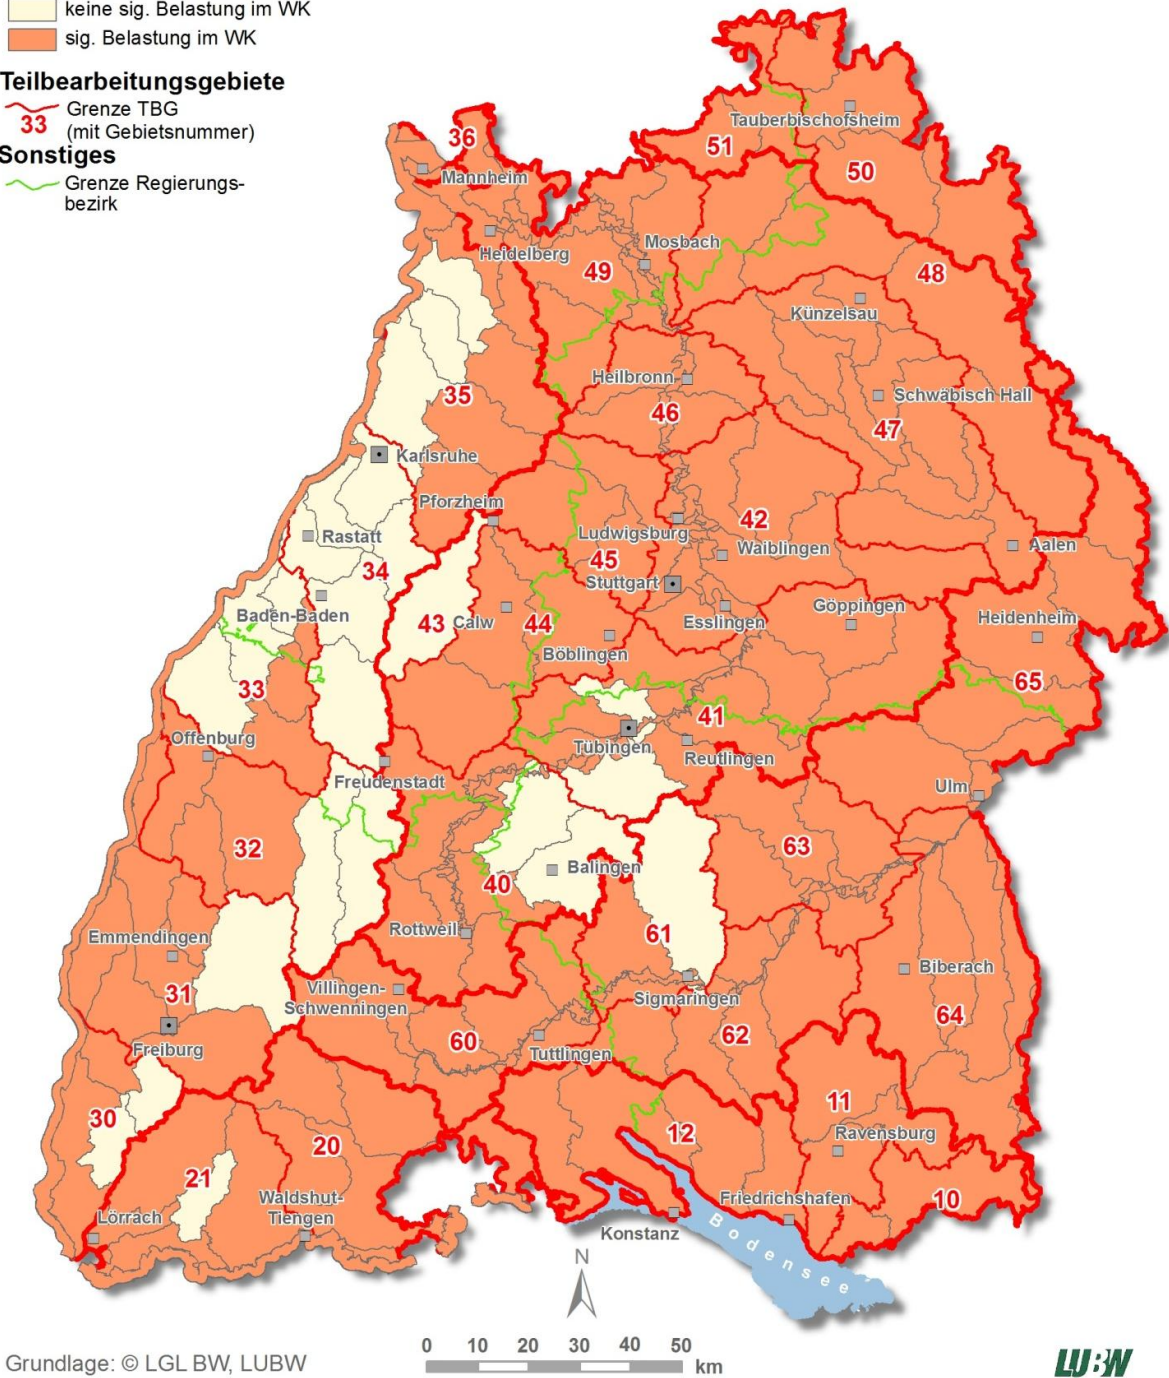 keine sig. Belastung im WK
sig. Belastung im WK
Teilbearbeitungsgebiete
Grenze TBG
33
(mit Gebietsnummer)
Sonstiges
Grenze Regierungs-
bezirk
36
Mannheim
Tauberbischofsheim
51
50
Heidelberg
Mosbach
49
48
Künzelsau
35
Heilbronn
46
Schwäbisch Hall
47
Karlsruhe
Pforzheim
Rastatt
Ludwigsburg
42
Waiblingen
Aalen
34
45
Stuttgart
Baden-Baden
43
Calw
44
Esslingen
Göppingen
Heidenheim
Böblingen
33
65
Offenburg
41
Tübingen
Reutlingen
Freudenstadt
Ulm
32
63
Balingen
40
Emmendingen
Rottweil
61
Biberach
31
Villingen-
Schwenningen
Sigmaringen
64
Freiburg
60
Tuttlingen
62
30
11
20
12
Ravensburg
21
Waldshut-
Tiengen
Lörrach
Friedrichshafen
10
Konstanz
Bodensee
N
0 10 20 30 40 50
km
Grundlage: © LGL BW, LUBW
LUBW